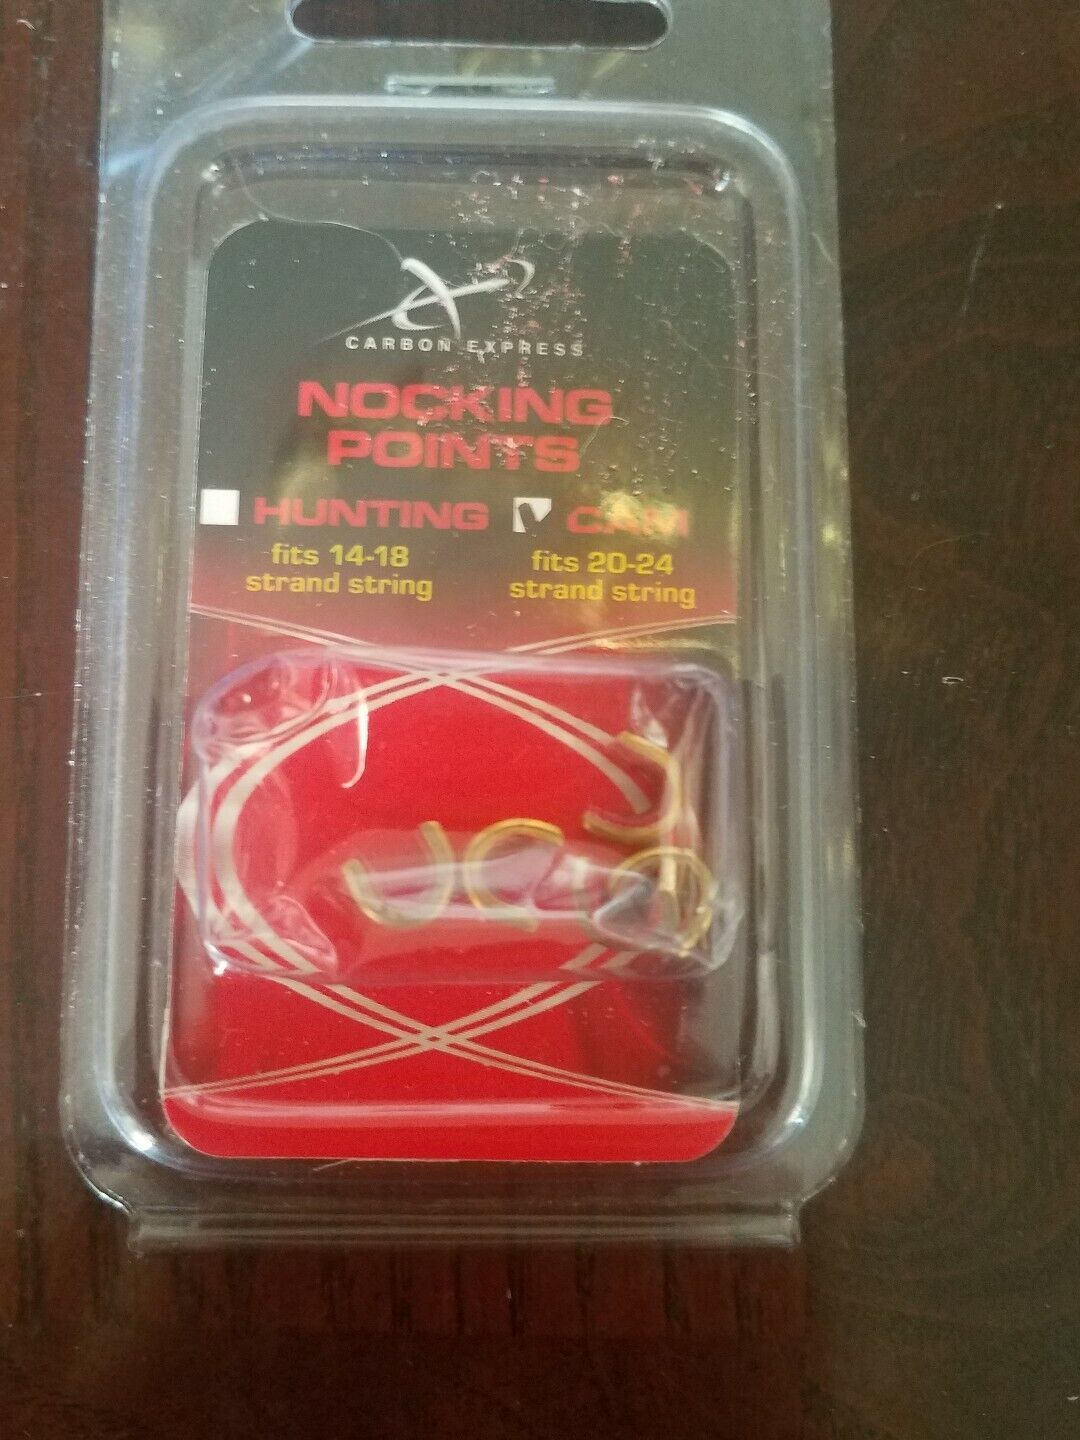 CARBON EXPRESS
NOCKING
POINTS
HUNTING CAM
fits 14-18 fits 20-24
strand string strand string